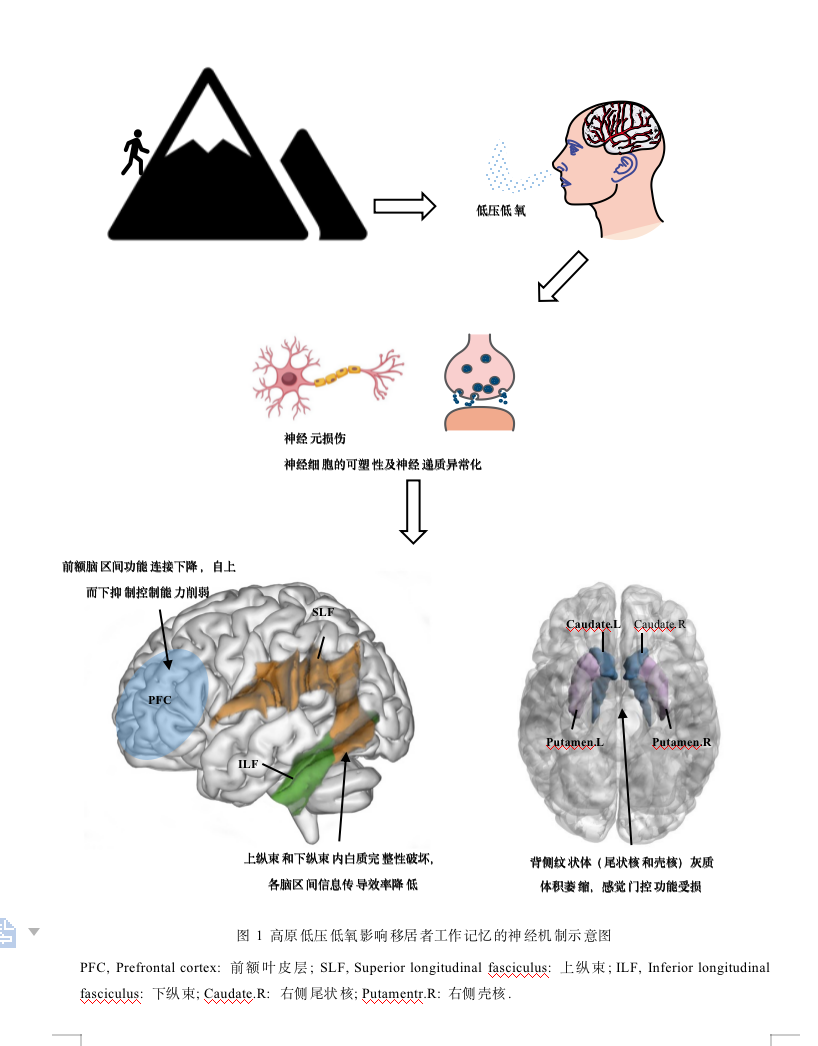 低压低氧
神经元损伤
神经细胞的可塑性及神经递质异常化
前额脑区间功能连接下降，自上
而下抑制控制能力削弱
SLF
PFC
ILF
上纵束和下纵束内白质完整性破坏，
各脑区间信息传导效率降低
Caudate.L Caudate.R
Putamen.L Putamen.R
背侧纹状体（尾状核和壳核）灰质
体积萎缩，感觉门控功能受损
图 1 高原低压低氧影响移居者工作记忆的神经机制示意图
PFC, Prefrontal cortex: 前额叶皮层; SLF, Superior longitudinal fasciculus: 上纵束; ILF, Inferior longitudinal
fasciculus: 下纵束; Caudate.R: 右侧尾状核; Putamentr.R: 右侧壳核.